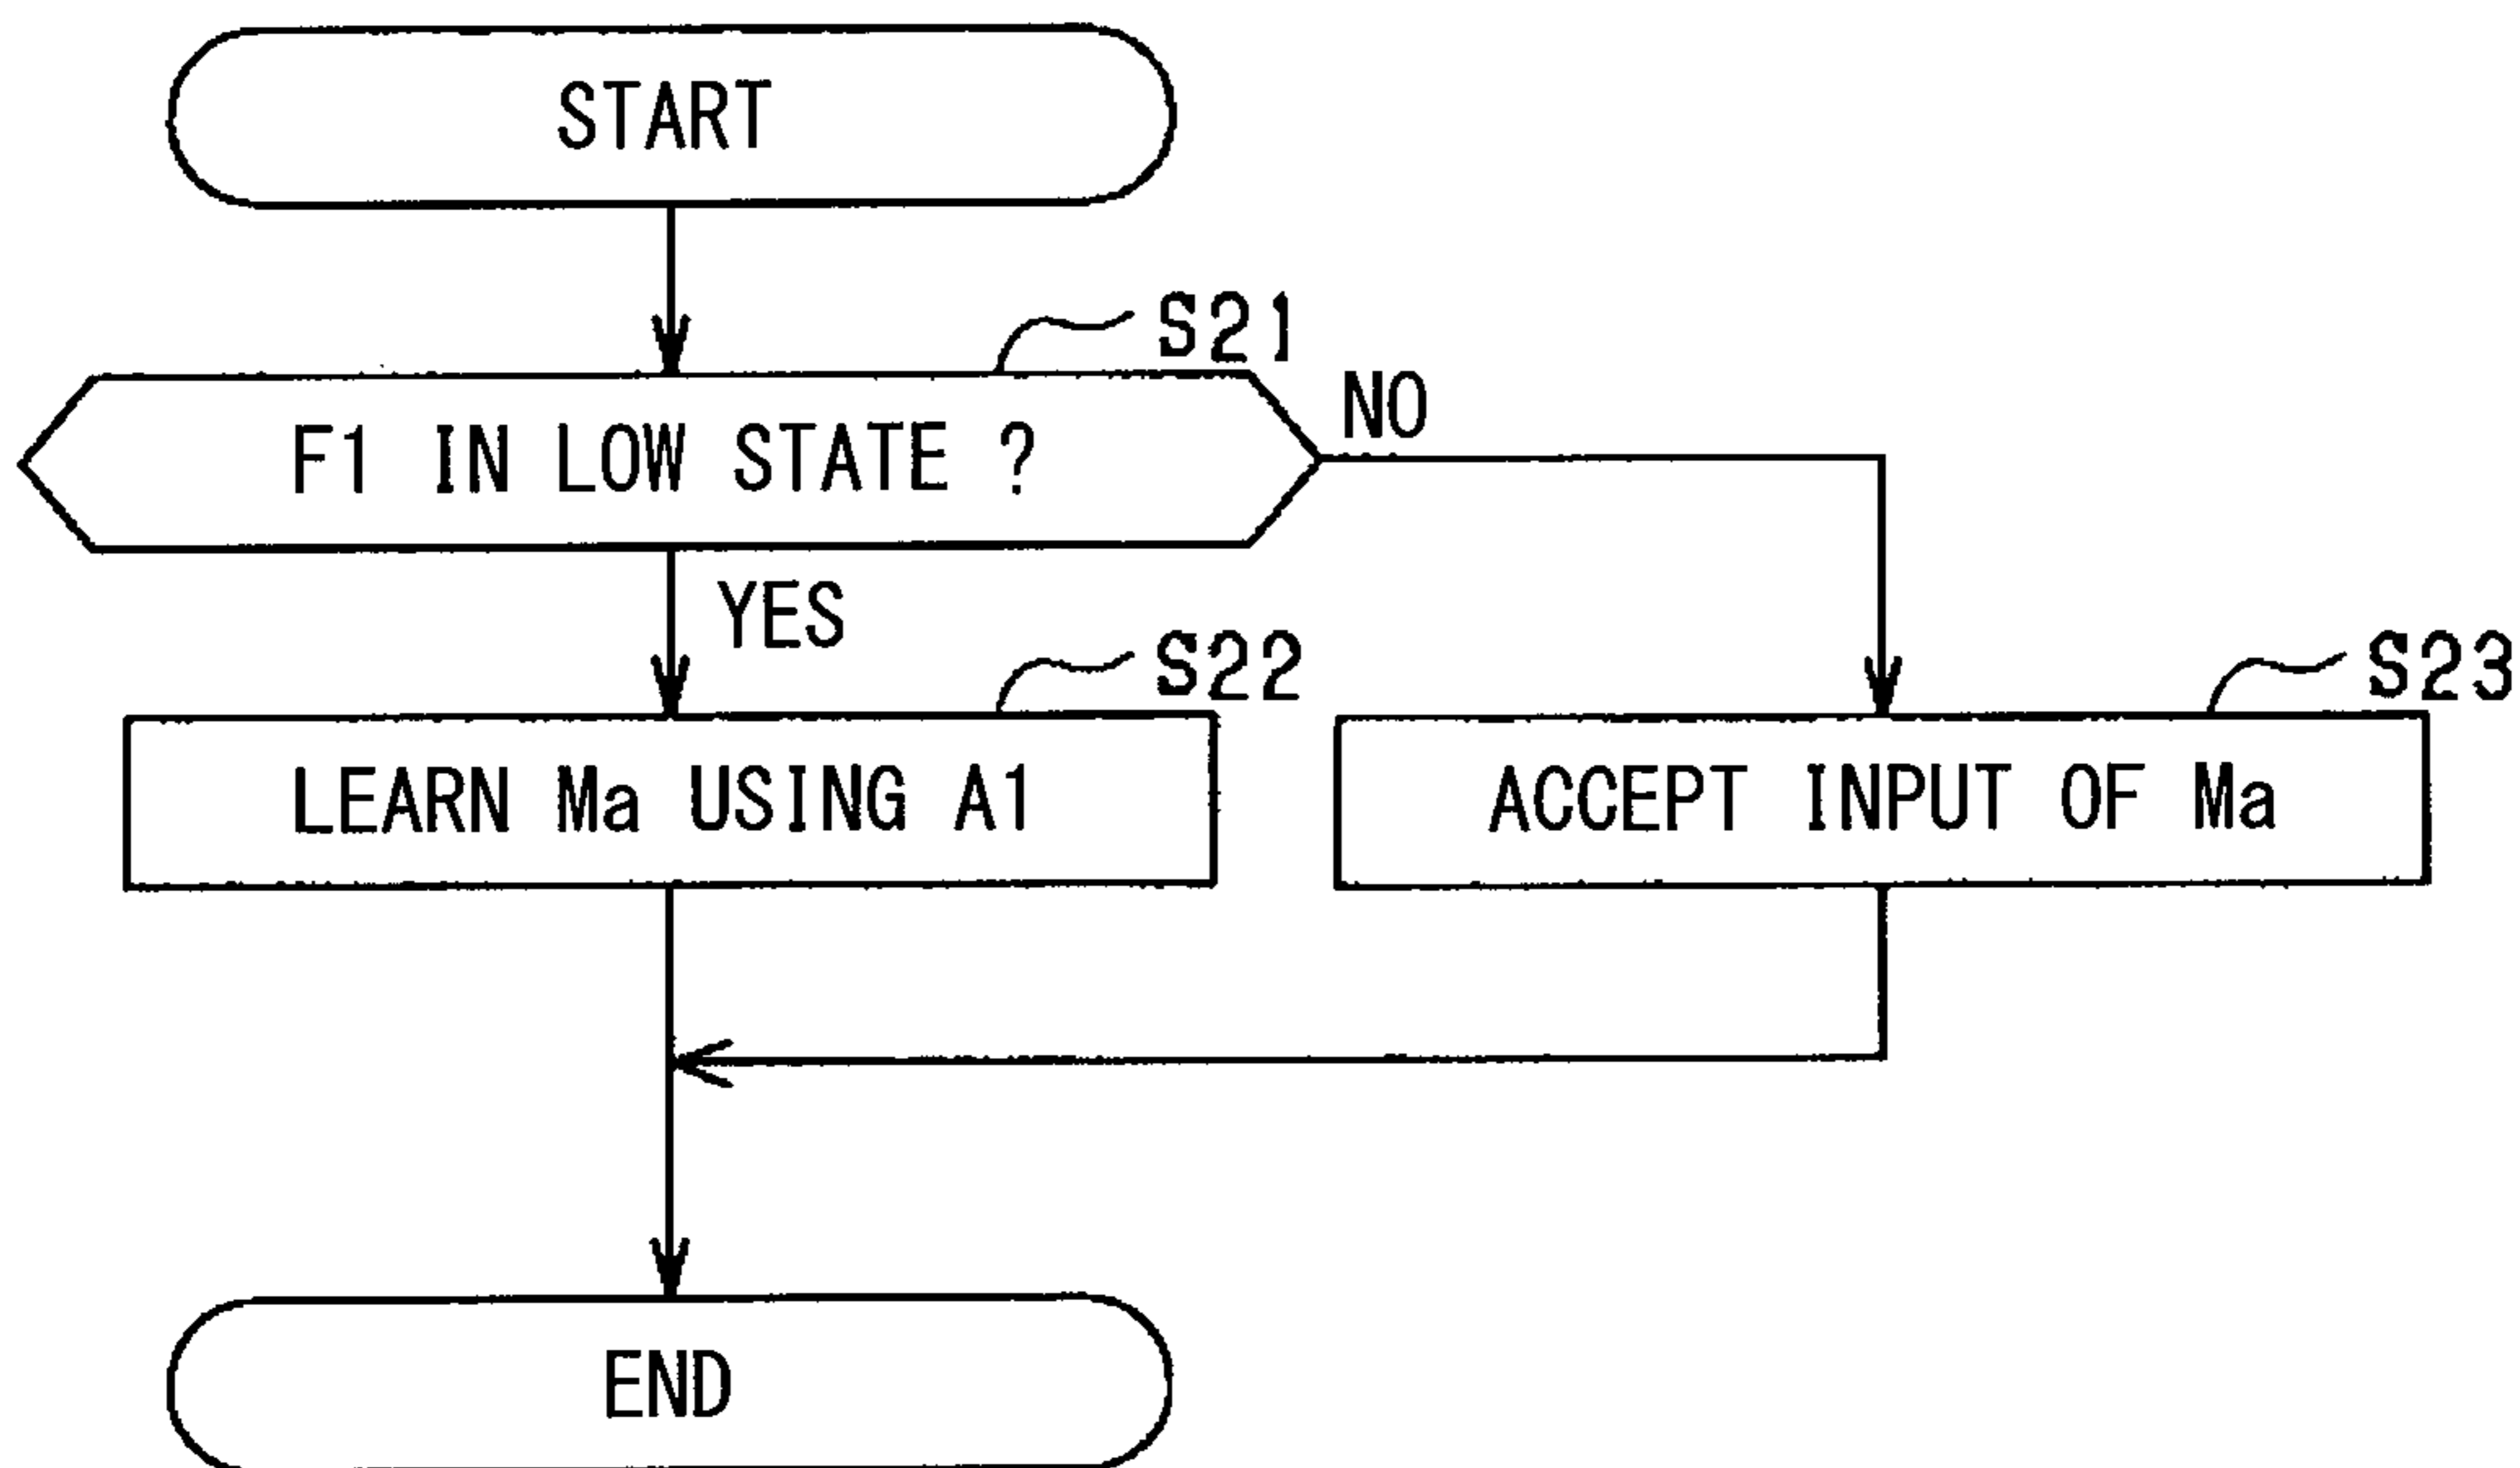 START
S21
F1 IN LOW STATE ?
NO
YES
S22
LEARN Ma USING A1
S23
ACCEPT INPUT OF Ma
END